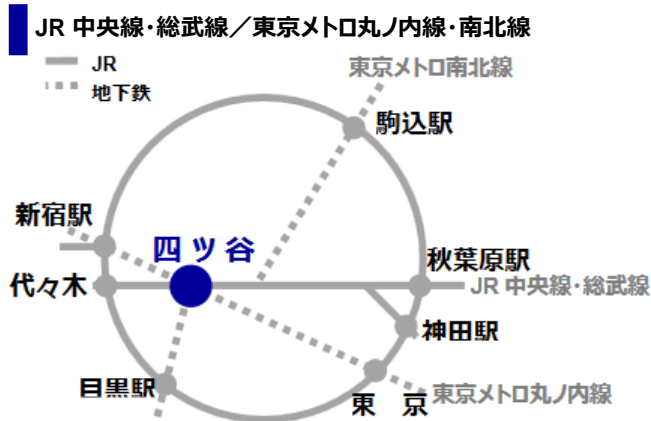 JR 中央線・総武線／東京メトロ丸ノ内線・南北線
JR
地下鉄
東京メトロ南北線
駒込駅
新宿駅
四ツ谷
秋葉原駅
代々木
JR 中央線・総武線
神田駅
目黒駅
東京メトロ丸ノ内線
東 京